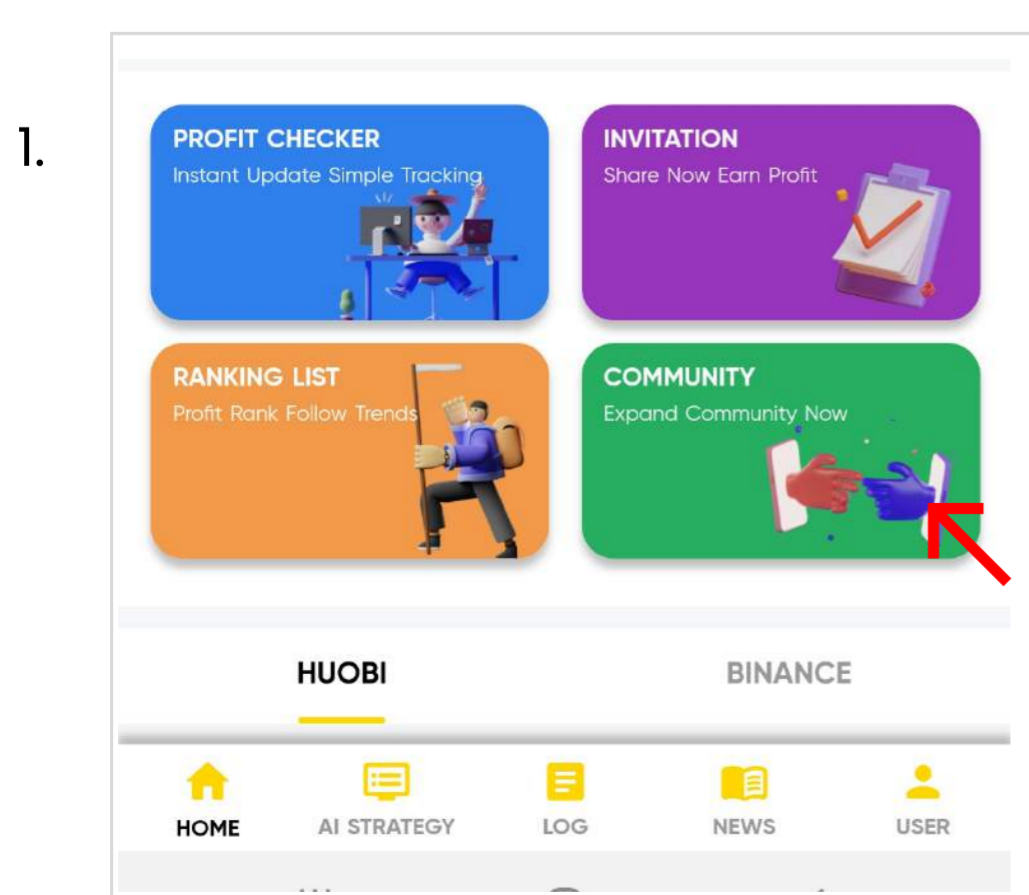 1.
PROFIT CHECKER
Instant Update Simple Tracking
INVITATION
Share Now Earn Profit
RANKING LIST
Profit Rank Follow Trends
COMMUNITY
Expand Community Now
HUOBI
BINANCE
HOME
AI STRATEGY
LOG
NEWS
USER